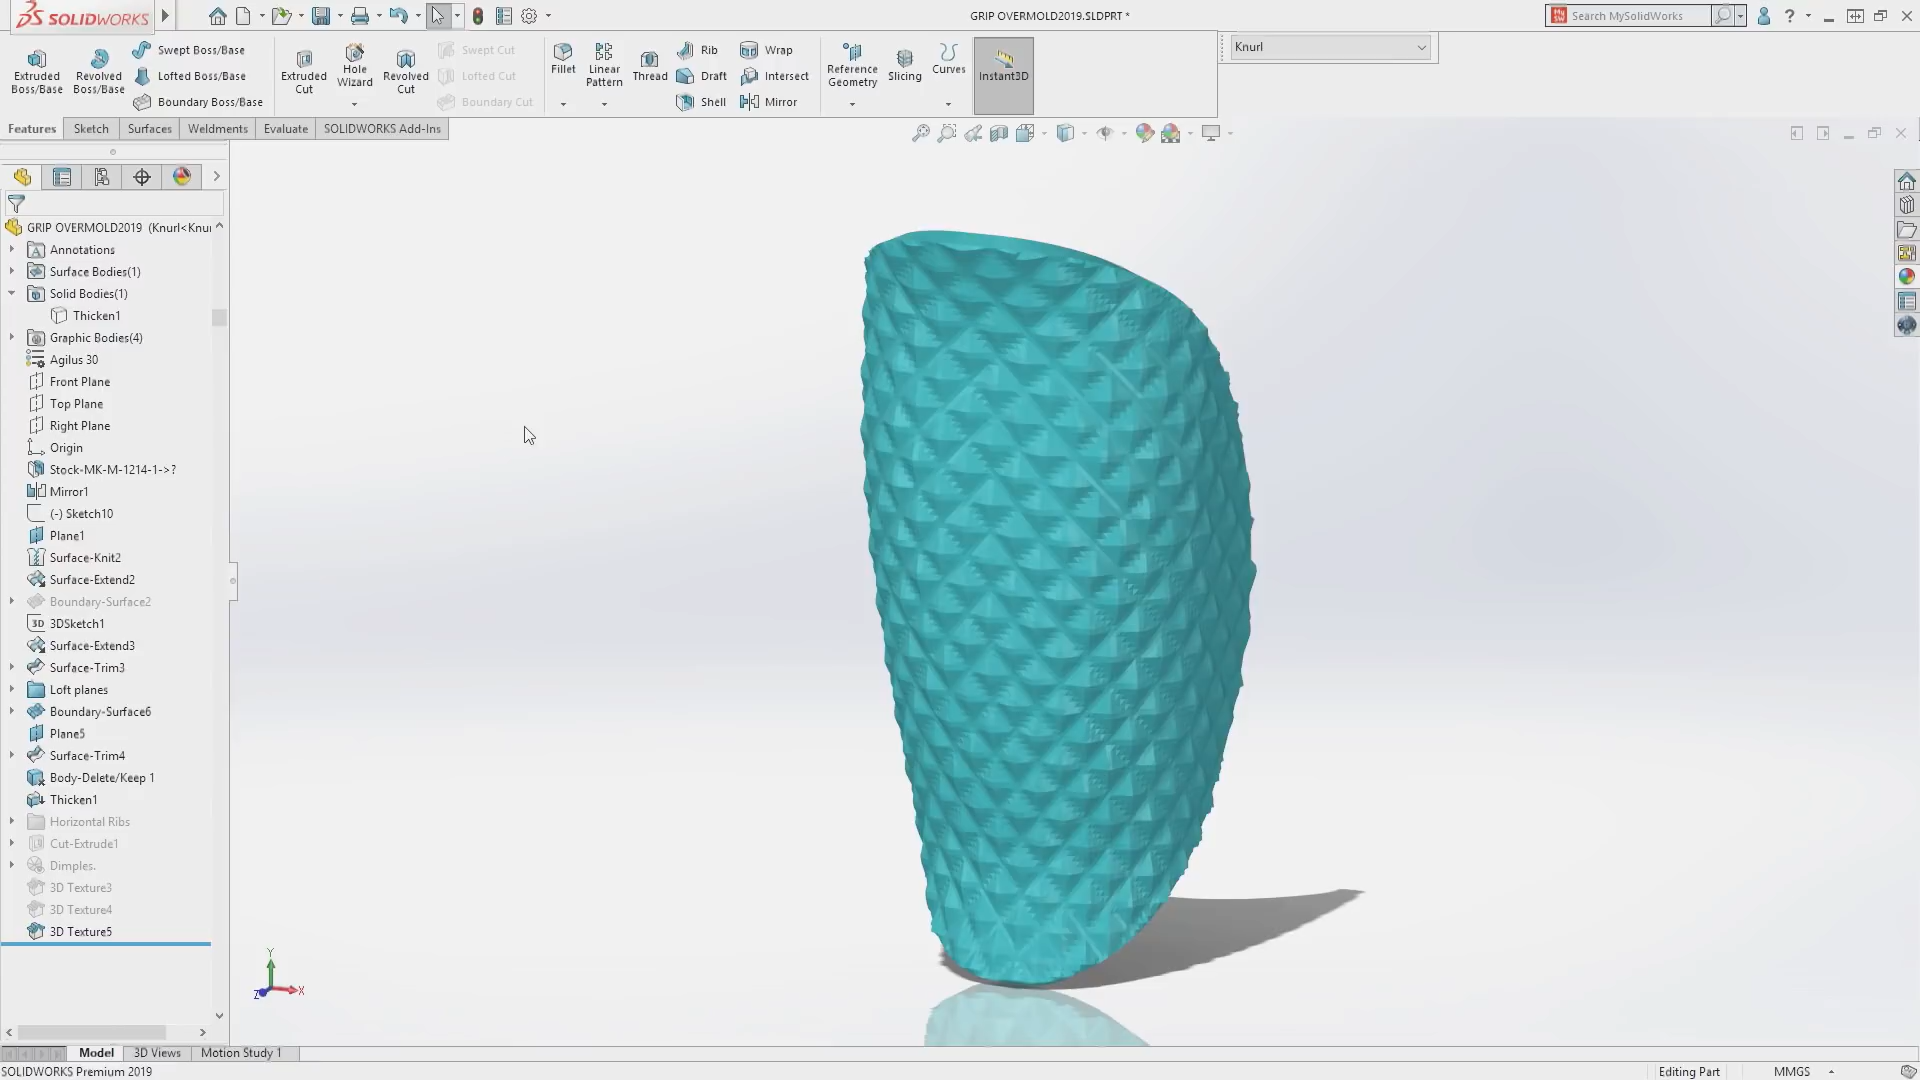 SOLIDWORKS
GRIP OVERMOLD2019.SLDPRT *
Search MySolidWorks
Extruded Boss/Base
Revolved Boss/Base
Swept Boss/Base
Lofted Boss/Base
Boundary Boss/Base
Extruded Cut
Hole Wizard
Revolved Cut
Swept Cut
Lofted Cut
Boundary Cut
Fillet
Linear Pattern
Thread
Rib
Draft
Shell
Wrap
Intersect
Mirror
Reference Geometry
Slicing
Curves
Instant3D
Knurl
Features
Sketch
Surfaces
Weldments
Evaluate
SOLIDWORKS Add-Ins
GRIP OVERMOLD2019 (Knurl<Knu
Annotations
Surface Bodies(1)
Solid Bodies(1)
Thicken1
Graphic Bodies(4)
Agilus 30
Front Plane
Top Plane
Right Plane
Origin
Stock-MK-M-1214-1->?
Mirror1
(-) Sketch10
Plane1
Surface-Knit2
Surface-Extend2
Boundary-Surface2
3D 3DSketch1
Surface-Extend3
Surface-Trim3
Loft planes
Boundary-Surface6
Plane5
Surface-Trim4
Body-Delete/Keep 1
Thicken1
Horizontal Ribs
Cut-Extrude1
Dimples.
3D Texture3
3D Texture4
3D Texture5
Y
Z
X
Model
3D Views
Motion Study 1
SOLIDWORKS Premium 2019
Editing Part
MMGS